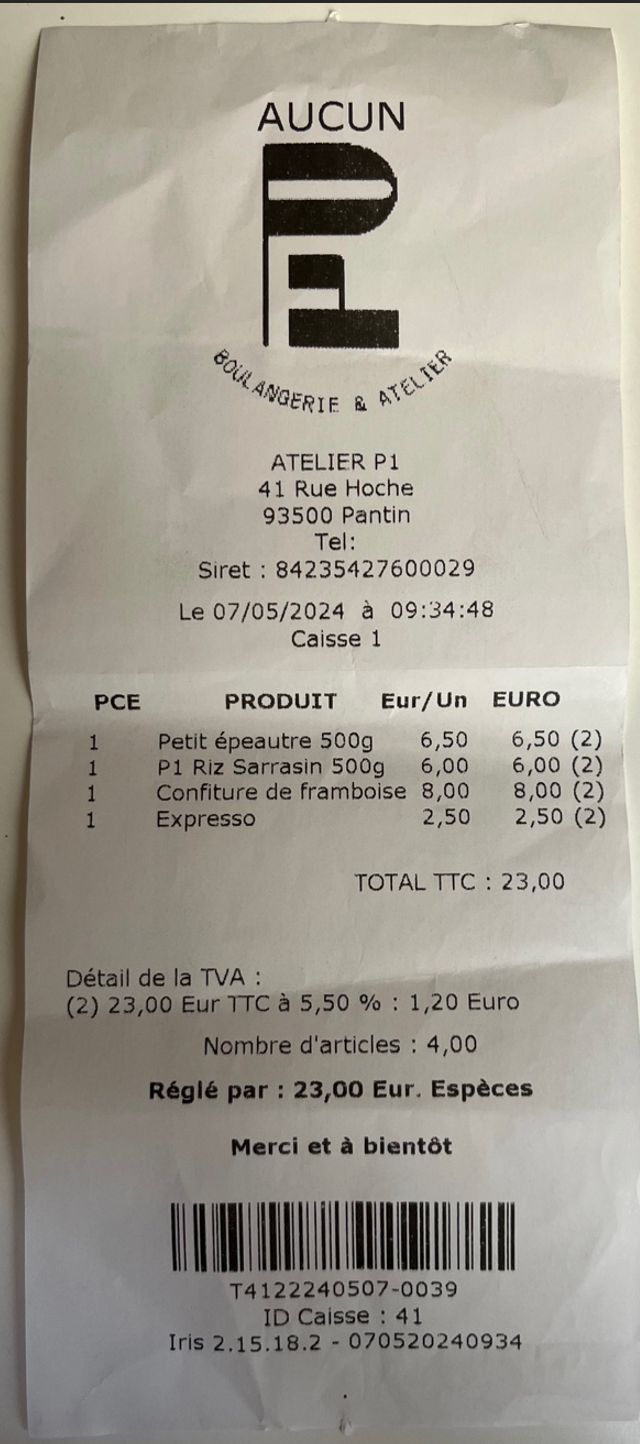 AUCUN
P1
BOULANGERIE & ATELIER
ATELIER P1
41 Rue Hoche
93500 Pantin
Tel:
Siret : 84235427600029
Le 07/05/2024 à 09:34:48
Caisse 1
PCE PRODUIT Eur/Un EURO
1 Petit épeautre 500g 6,50 6,50 (2)
1 P1 Riz Sarrasin 500g 6,00 6,00 (2)
1 Confiture de framboise 8,00 8,00 (2)
1 Expresso 2,50 2,50 (2)
TOTAL TTC : 23,00
Détail de la TVA :
(2) 23,00 Eur TTC à 5,50 % : 1,20 Euro
Nombre d'articles : 4,00
Réglé par : 23,00 Eur. Espèces
Merci et à bientôt
T4122240507-0039
ID Caisse : 41
Iris 2.15.18.2 - 070520240934